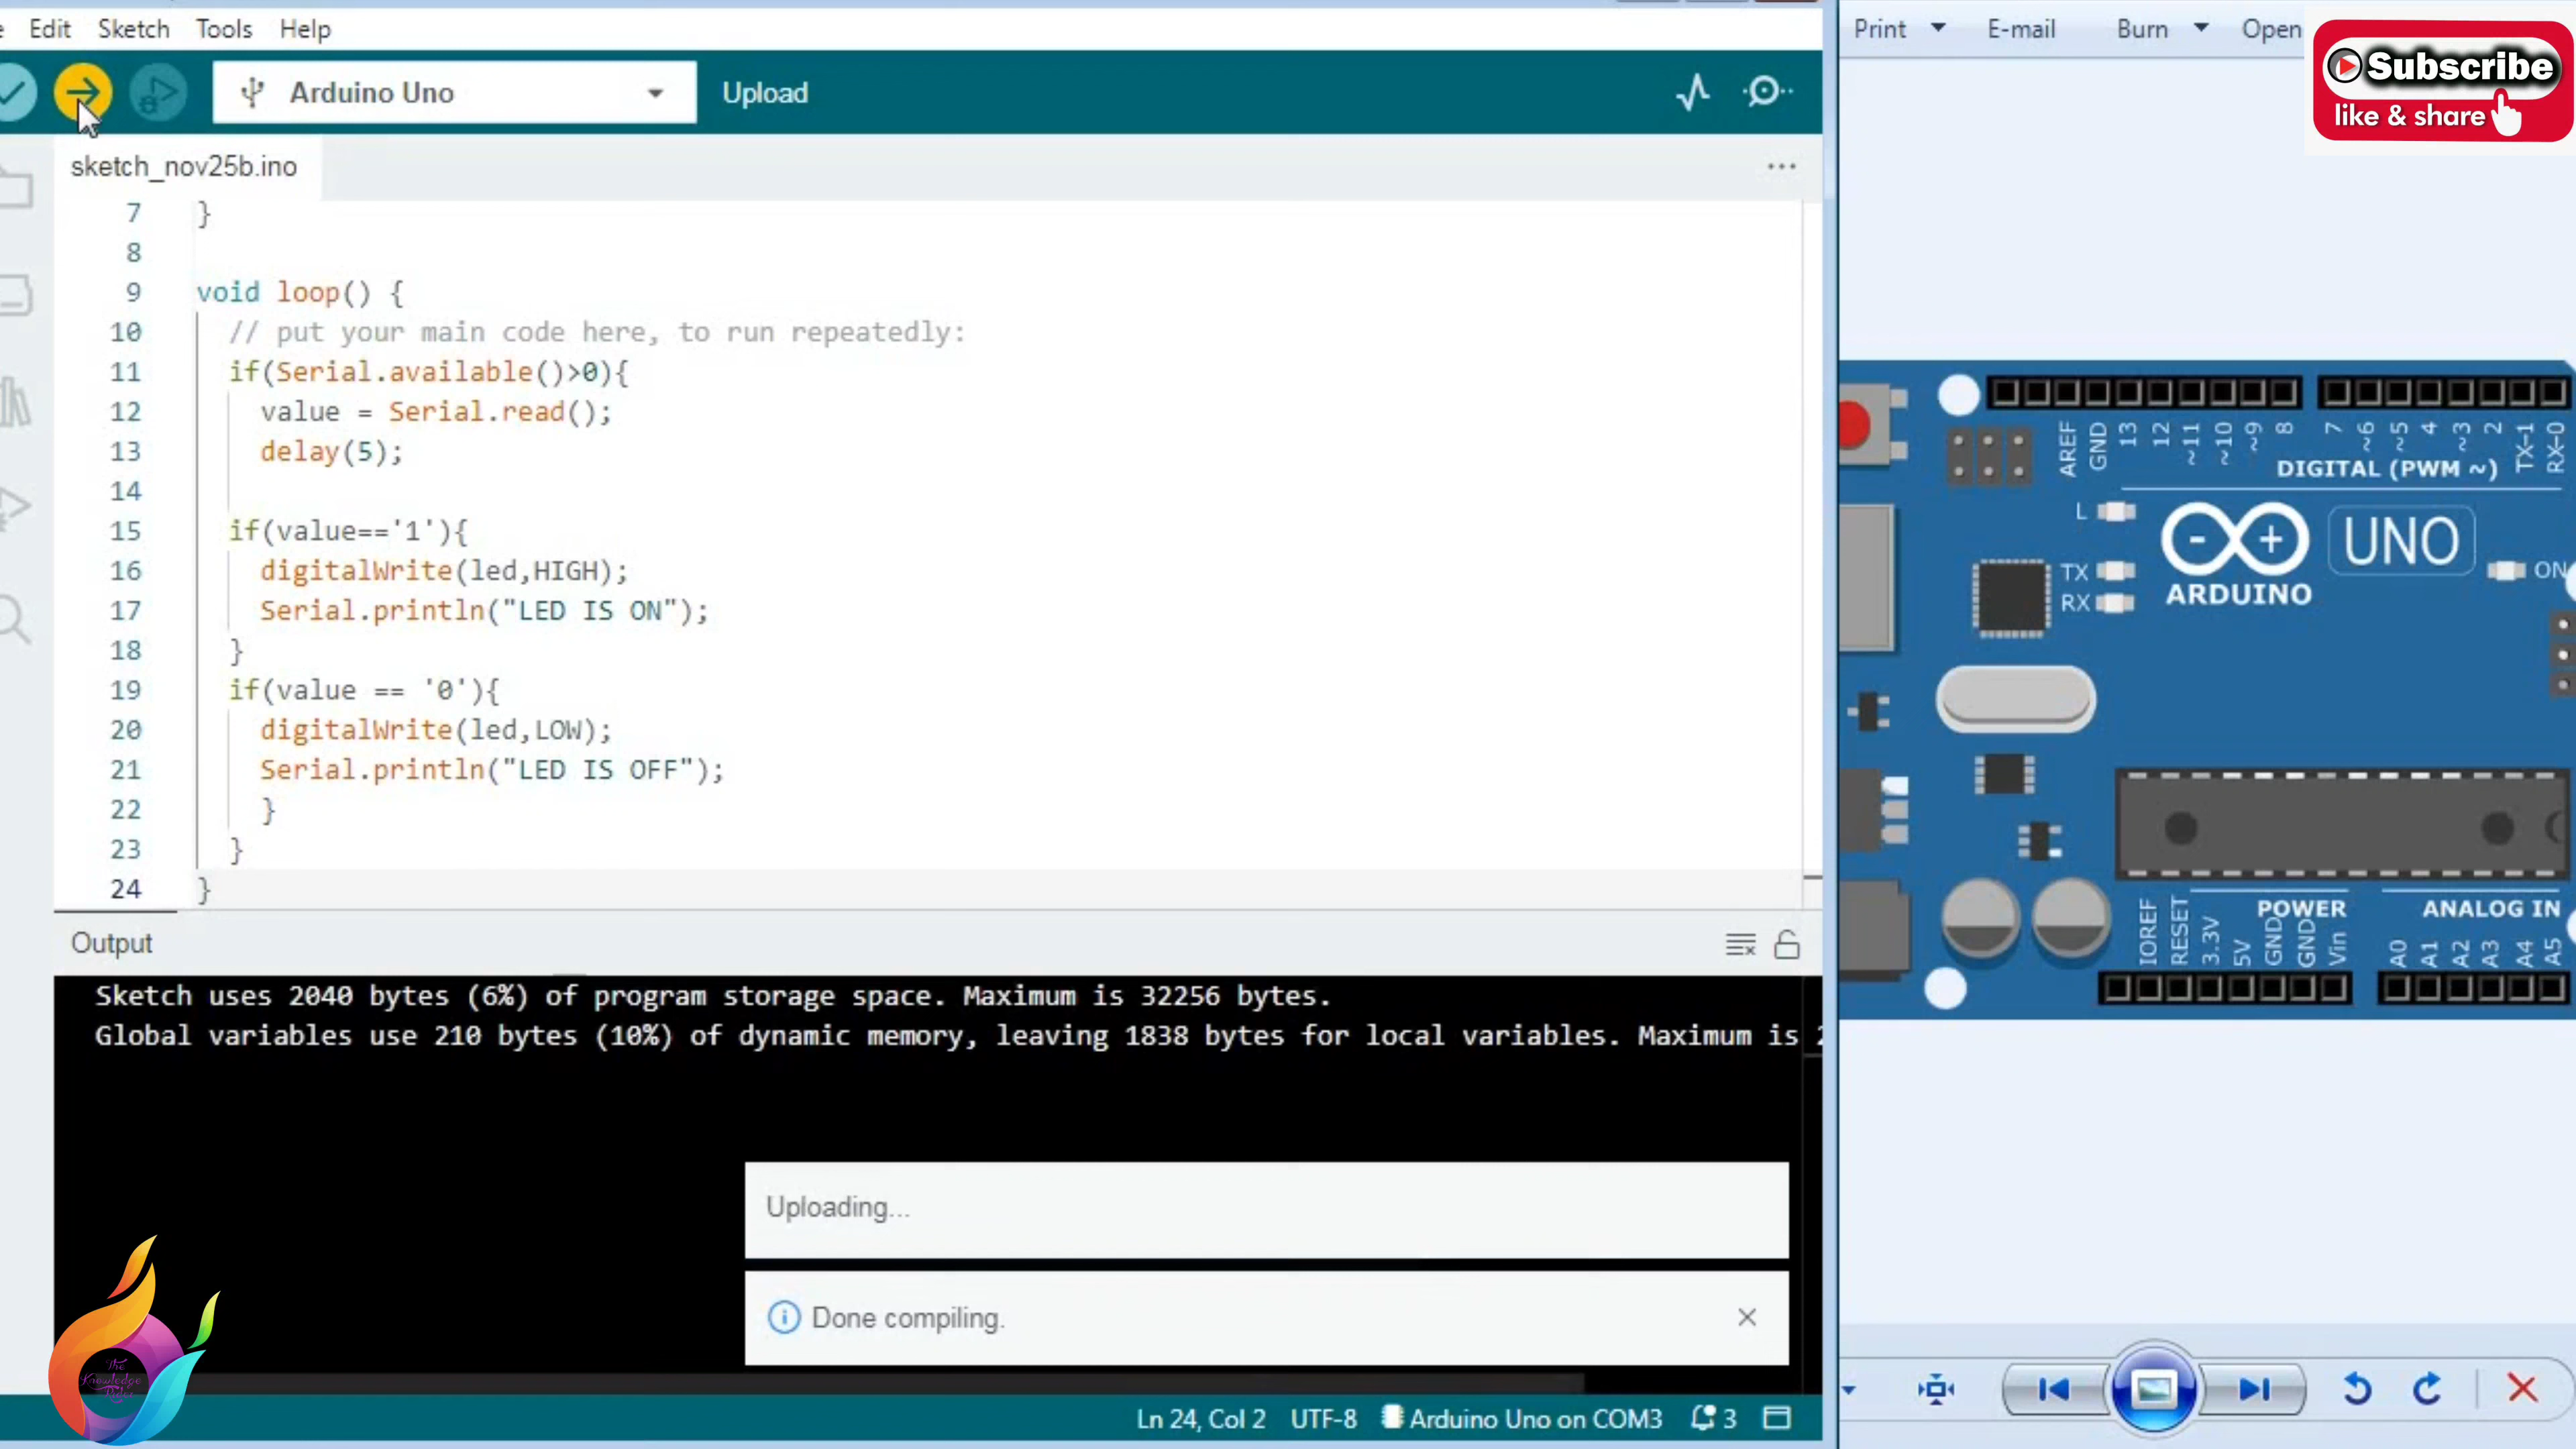 Edit Sketch Tools Help
Arduino Uno
Upload
sketch_nov25b.ino
7 }
8
9 void loop() {
10 // put your main code here, to run repeatedly:
11 if(Serial.available()>0){
12 value = Serial.read();
13 delay(5);
14
15 if(value=='1'){
16 digitalWrite(led,HIGH);
17 Serial.println("LED IS ON");
18 }
19 if(value == '0'){
20 digitalWrite(led,LOW);
21 Serial.println("LED IS OFF");
22 }
23 }
24 }
Output
Sketch uses 2040 bytes (6%) of program storage space. Maximum is 32256 bytes.
Global variables use 210 bytes (10%) of dynamic memory, leaving 1838 bytes for local variables. Maximum is
Uploading...
Done compiling.
Ln 24, Col 2 UTF-8 Arduino Uno on COM3 3
The
Knowledge
Print E-mail Burn Open
Subscribe
like & share
AREF GND 13 12 ~11 ~10 ~9 8 7 ~6 ~5 4 ~3 2 TX-1 RX-0
DIGITAL (PWM ~)
L
TX
RX
ARDUINO
UNO
ON
POWER
ANALOG IN
IOREF RESET 3.3V 5V GND GND Vin A0 A1 A2 A3 A4 A5